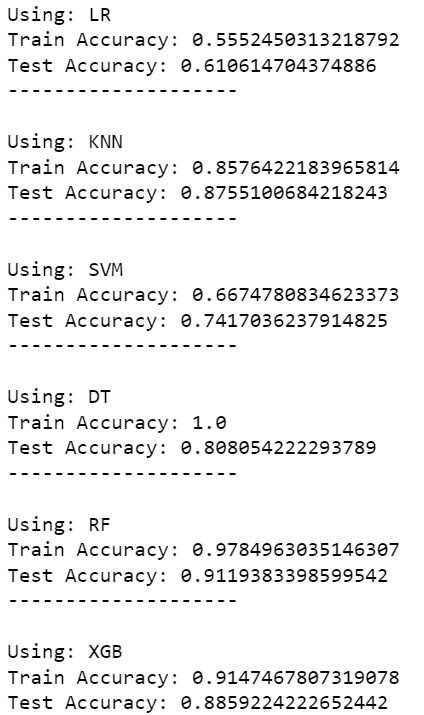 Using: LR
Train Accuracy: 0.5552450313218792
Test Accuracy: 0.610614704374886
--------------------
Using: KNN
Train Accuracy: 0.8576422183965814
Test Accuracy: 0.8755100684218243
--------------------
Using: SVM
Train Accuracy: 0.6674780834623373
Test Accuracy: 0.7417036237914825
--------------------
Using: DT
Train Accuracy: 1.0
Test Accuracy: 0.808054222293789
--------------------
Using: RF
Train Accuracy: 0.9784963035146307
Test Accuracy: 0.9119383398599542
--------------------
Using: XGB
Train Accuracy: 0.9147467807319078
Test Accuracy: 0.8859224222652442